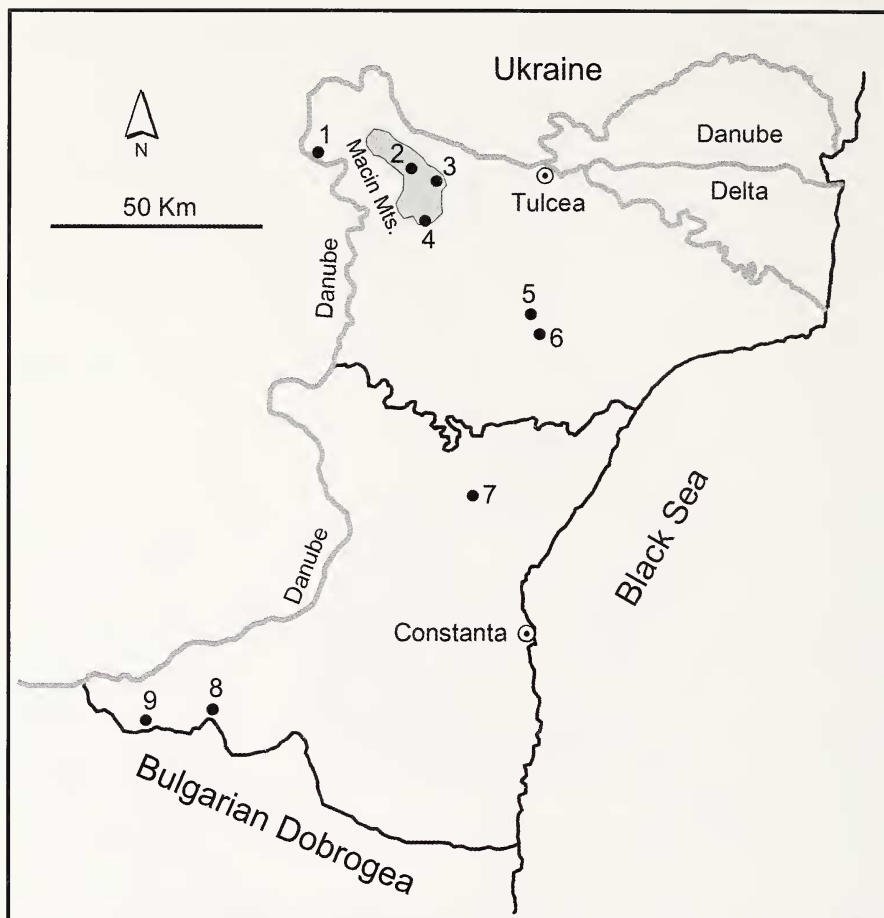 Ukraine
N
1
2
3
Danube
Macin Mts.
Tulcea
Delta
50 Km
4
Danube
5
6
7
Black Sea
Danube
Constanta
8
9
Bulgarian Dobrogea